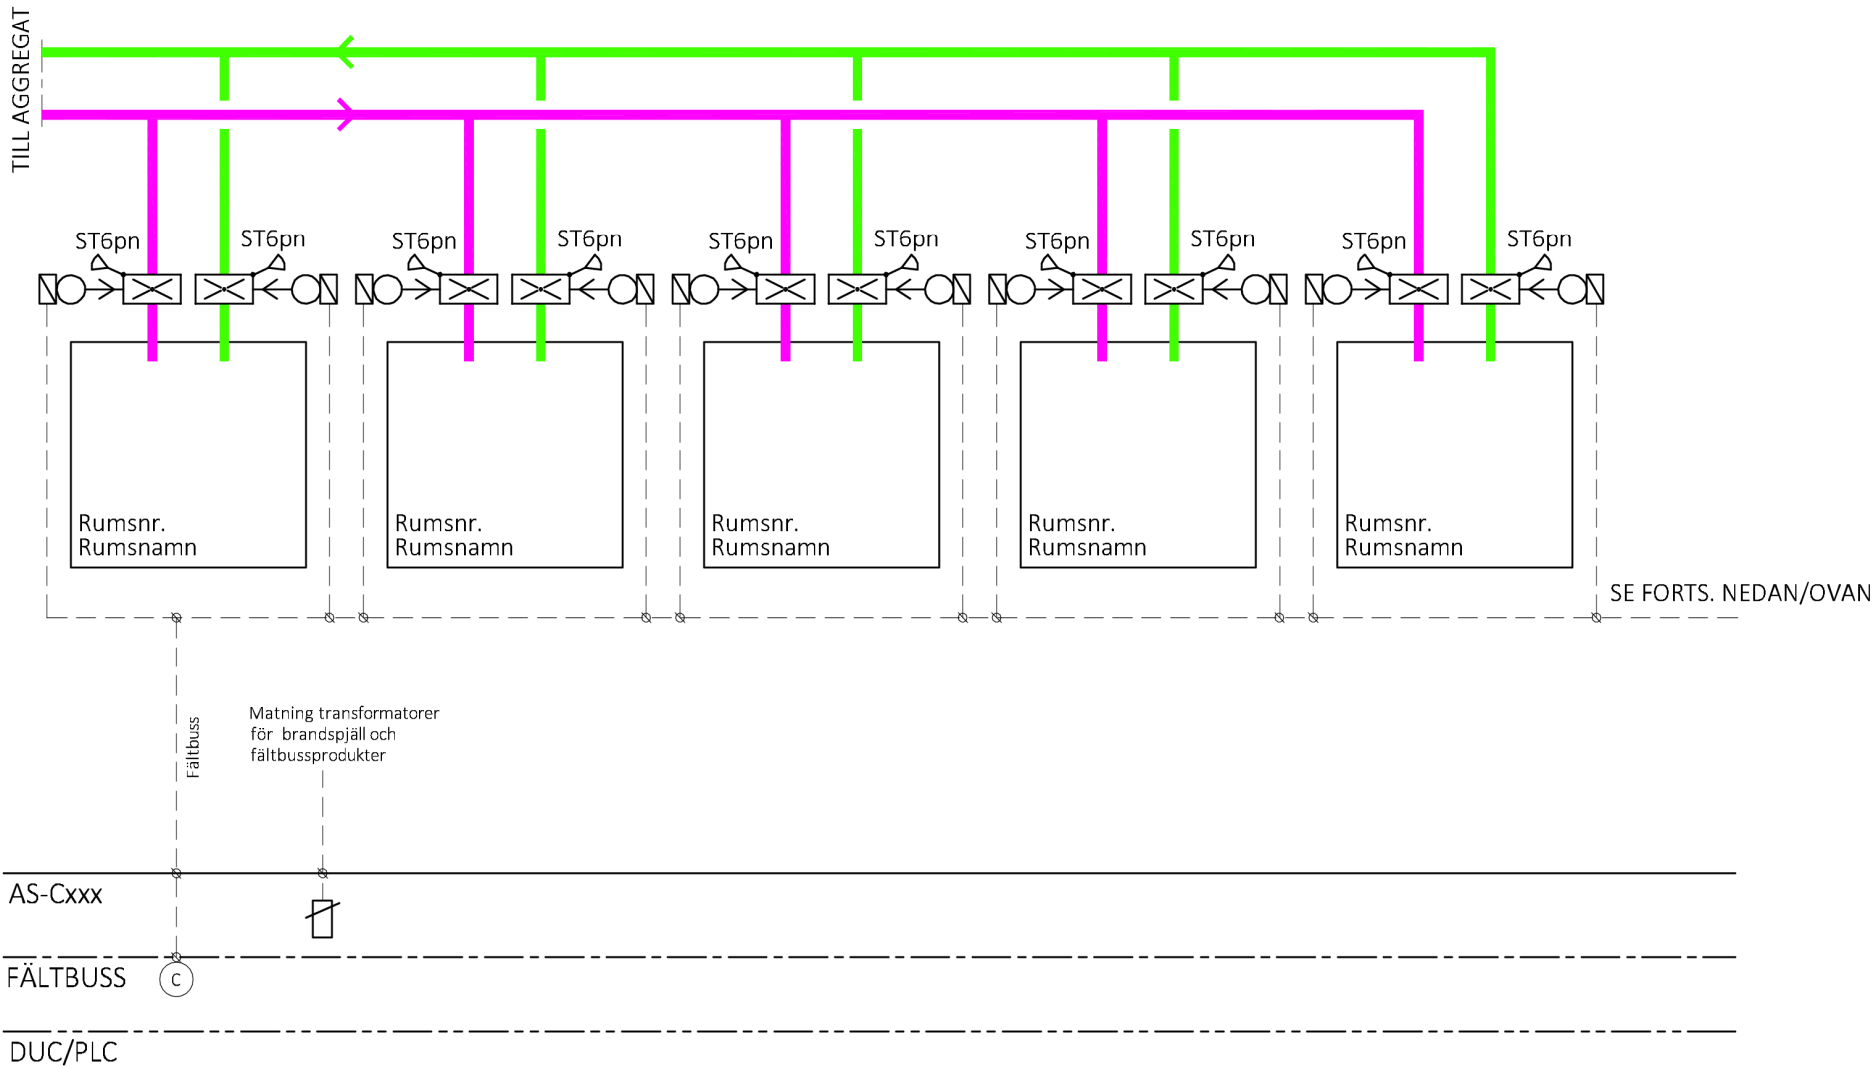 TILL AGGREGAT
ST6pn ST6pn ST6pn ST6pn ST6pn ST6pn ST6pn ST6pn ST6pn ST6pn
Rumsnr. Rumsnr. Rumsnr. Rumsnr. Rumsnr.
Rumsnamn Rumsnamn Rumsnamn Rumsnamn Rumsnamn
SE FORTS. NEDAN/OVAN
Fältbuss
Matning transformatorer
för brandspjäll och
fältbussprodukter
AS-Cxxx
FÄLTBUSS C
DUC/PLC